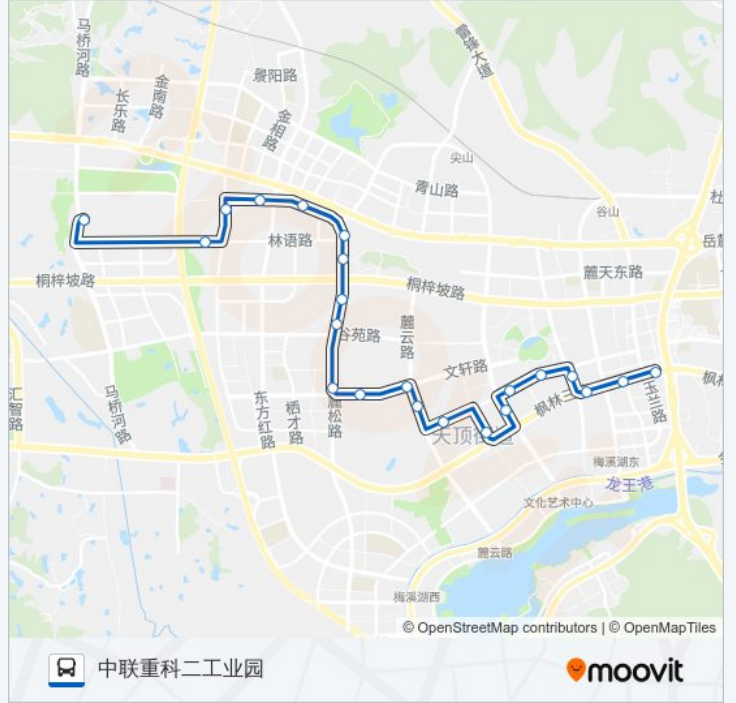 马桥河路
雷锋大道
金南路
长乐路
景阳路
金相路
尖山
青山路
杜
谷山
岳麓
林语路
麓天东路
桐梓坡路
桐梓坡路
麓云路
谷苑路
文轩路
枫林
枫林三
玉兰路
汇智路
马桥河路
东方红路
栖才路
麓松路
天顶街道
梅溪湖东
龙王港
文化艺术中心
麓云路
梅溪湖西
© OpenStreetMap contributors | © OpenMapTiles
中联重科二工业园
moovit